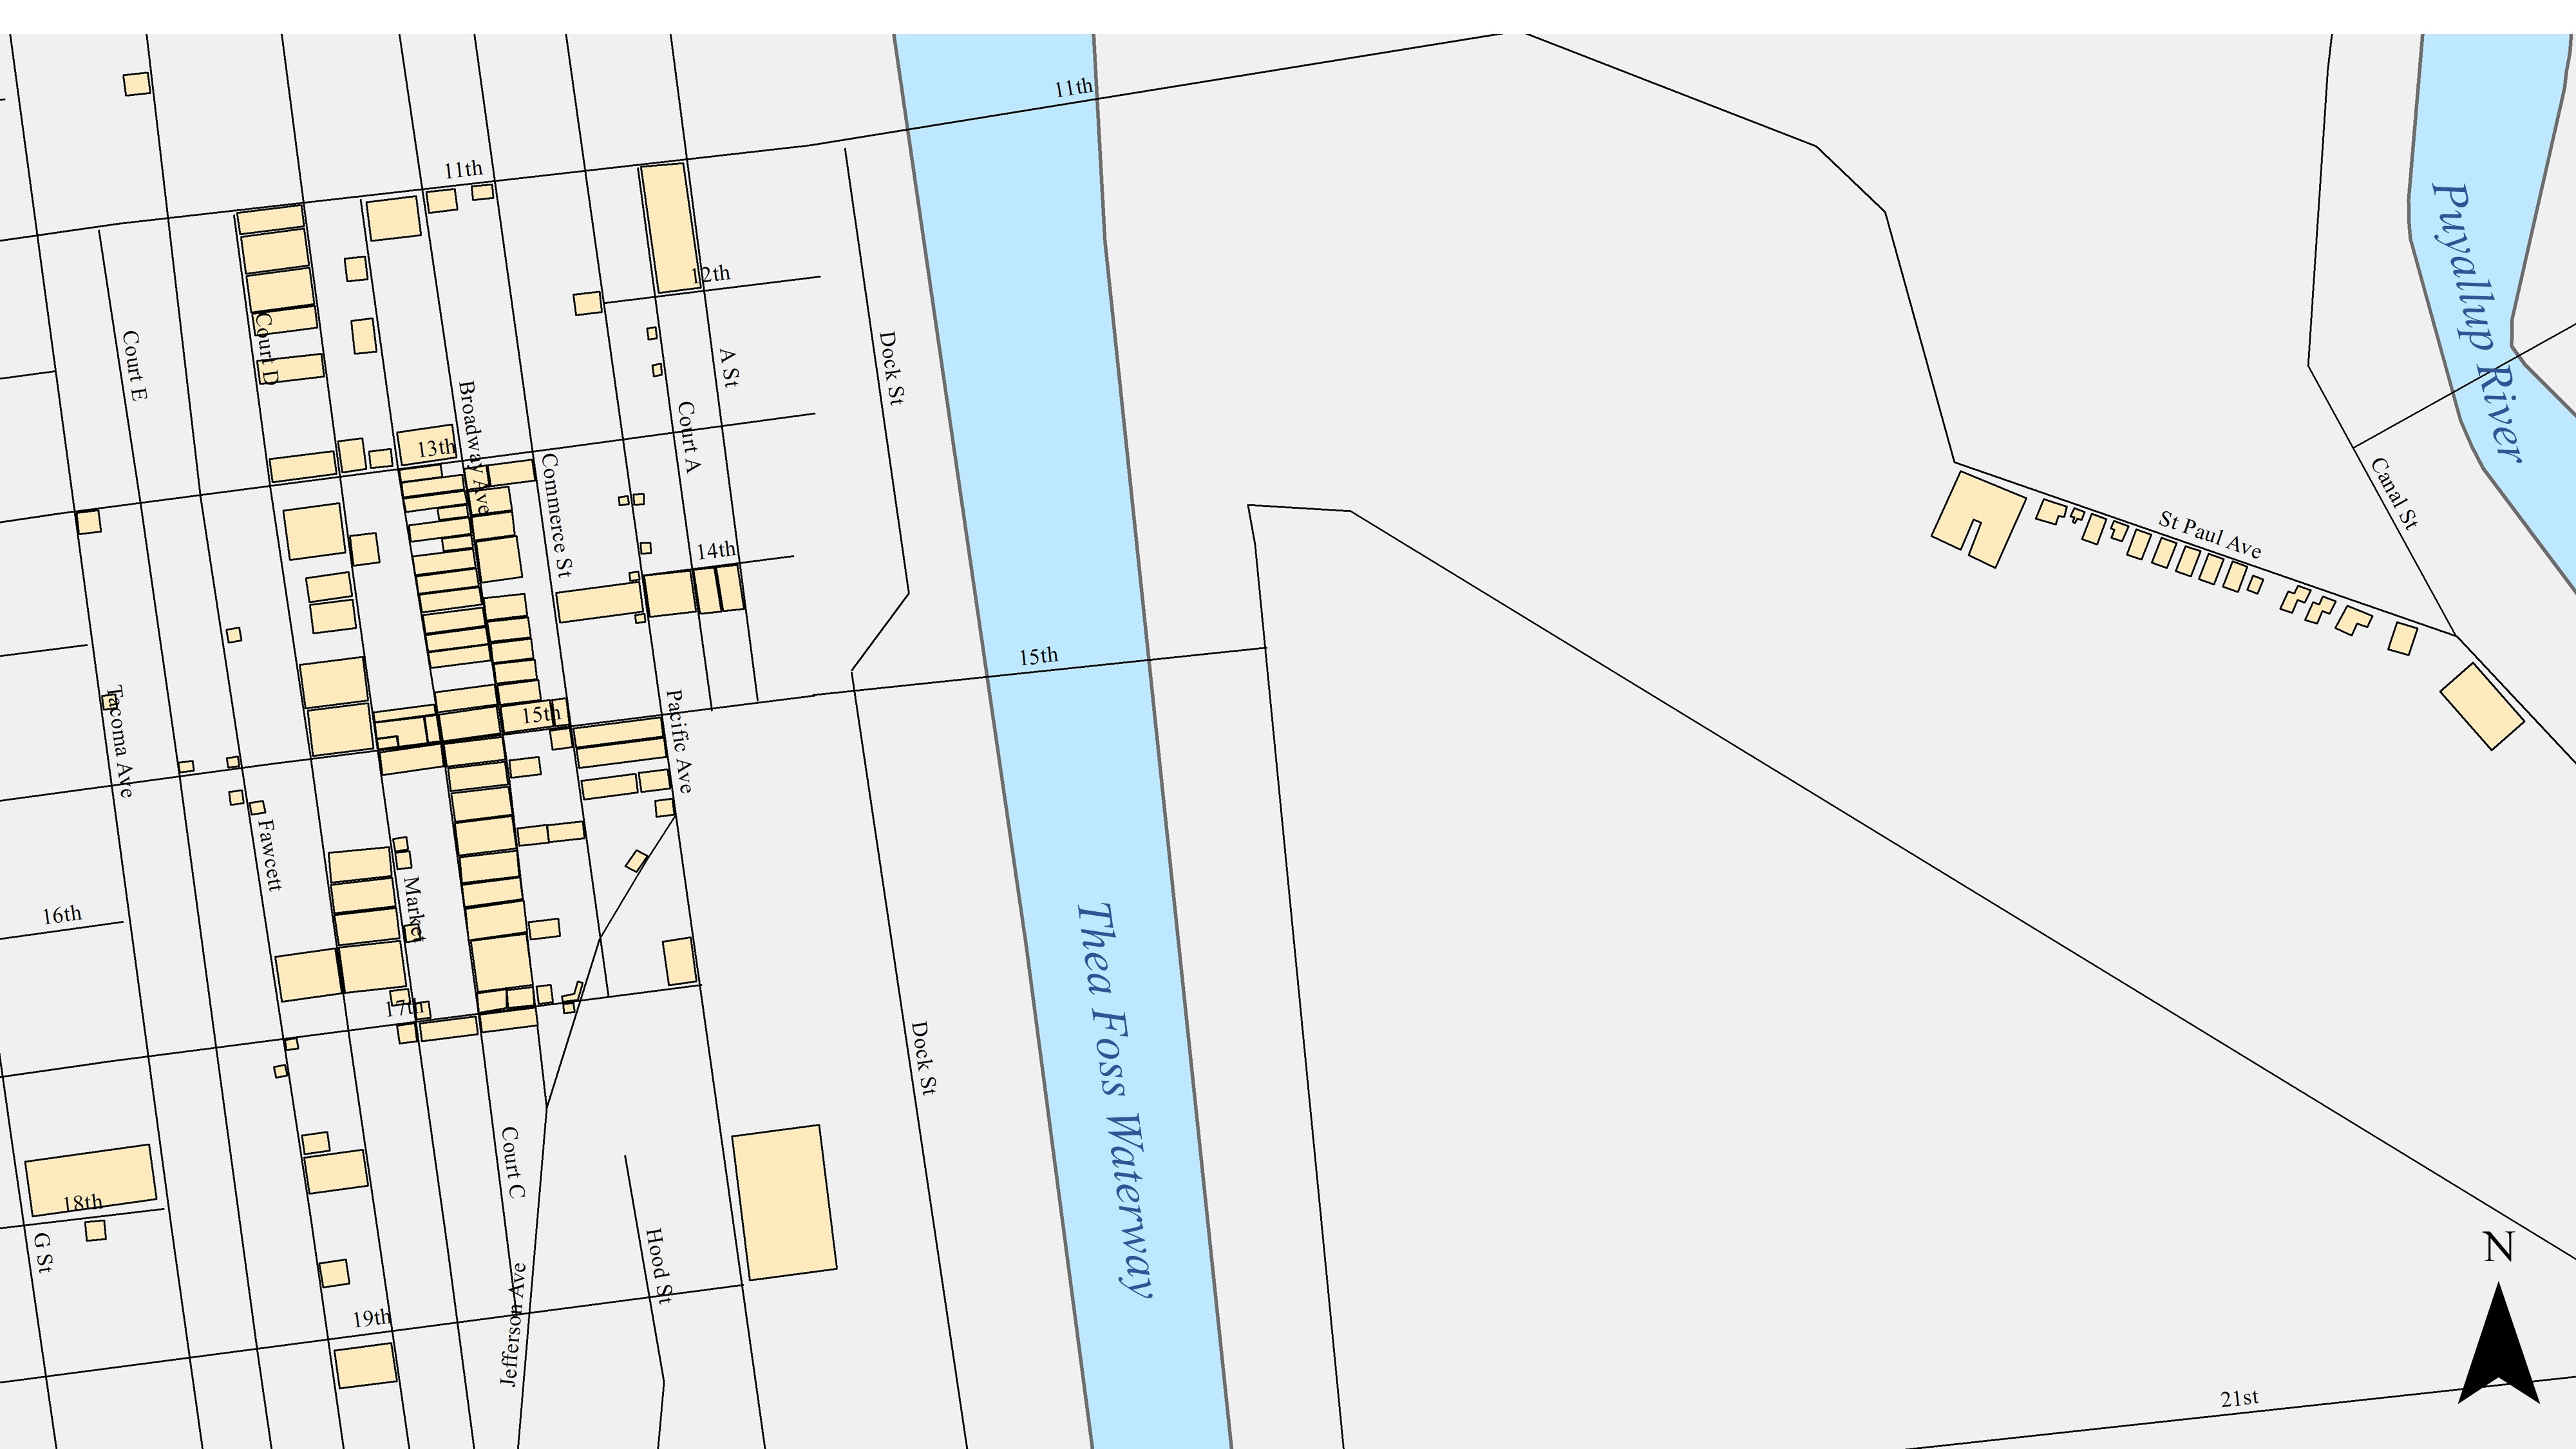 11th
11th
Puyallup River
12th
Court D
Court E
Dock St
A St
Broadway Ave
Court A
13th
Commerce St
Canal St
St Paul Ave
14th
15th
Tacoma Ave
Pacific Ave
15th
Fawcett
Market
16th
Thea Foss Waterway
17th
Dock St
Court C
18th
G St
Hood St
N
Jefferson Ave
19th
21st